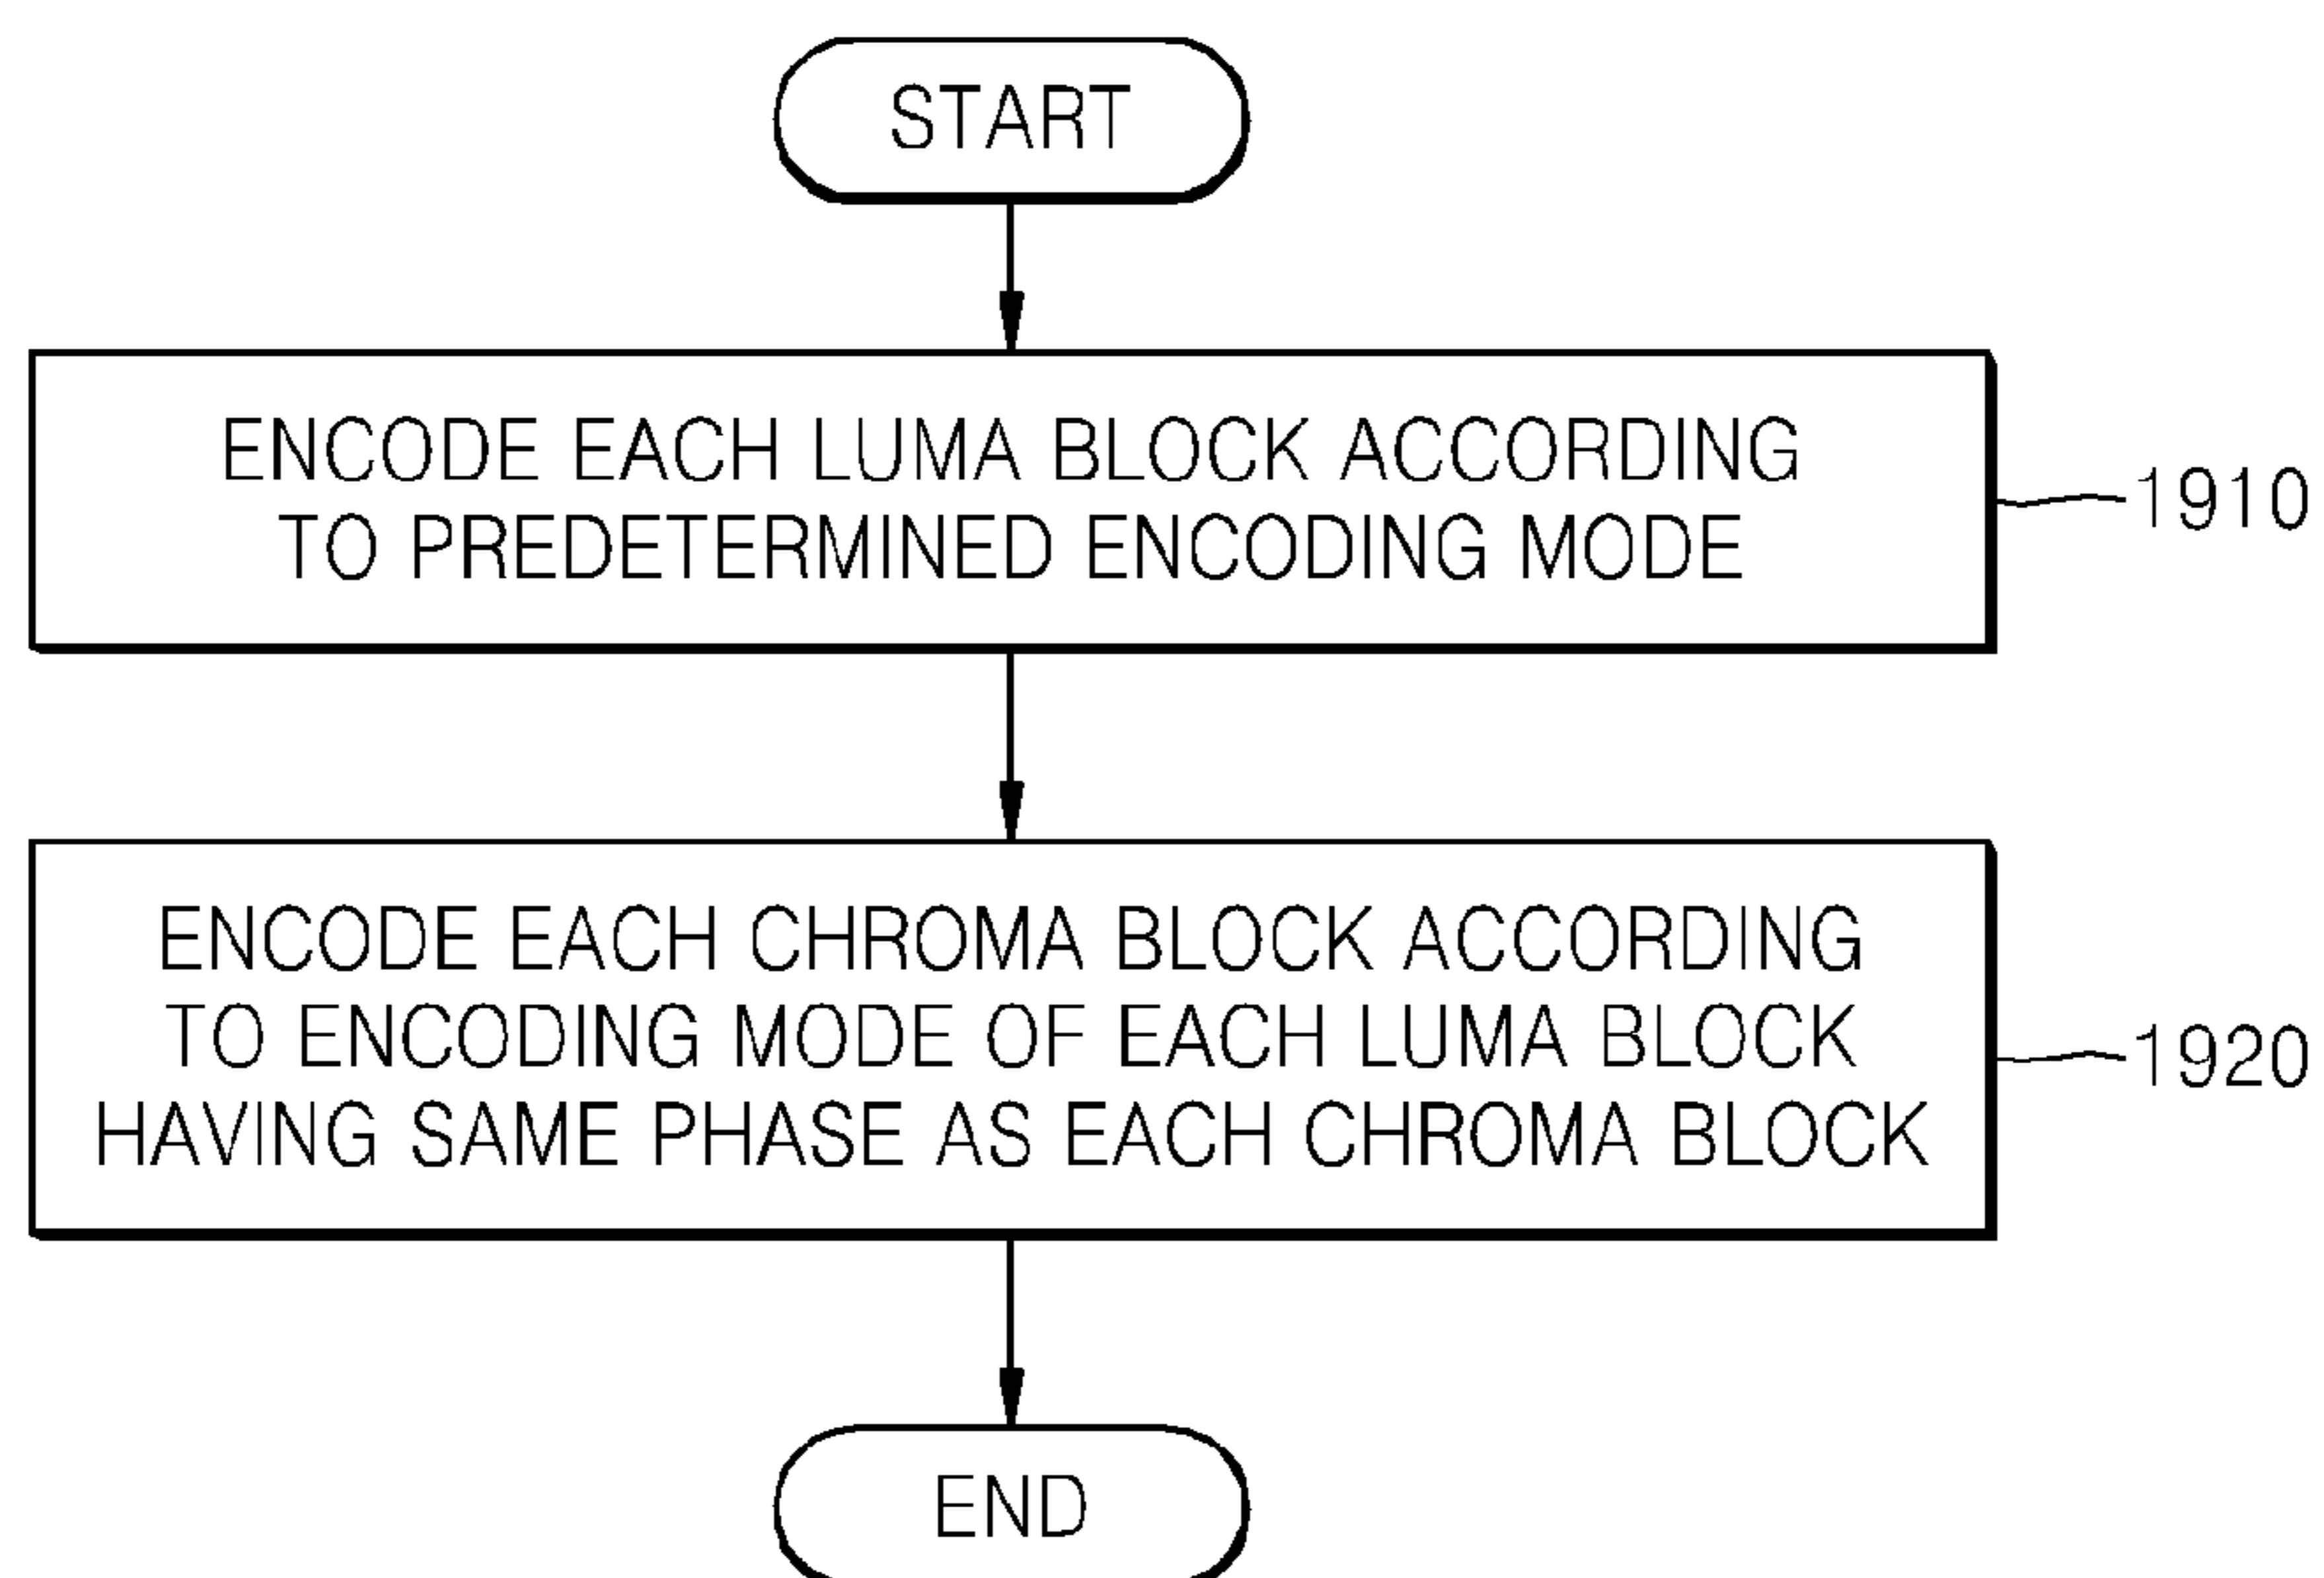 START
ENCODE EACH LUMA BLOCK ACCORDING
TO PREDETERMINED ENCODING MODE
1910
ENCODE EACH CHROMA BLOCK ACCORDING
TO ENCODING MODE OF EACH LUMA BLOCK
HAVING SAME PHASE AS EACH CHROMA BLOCK
1920
END